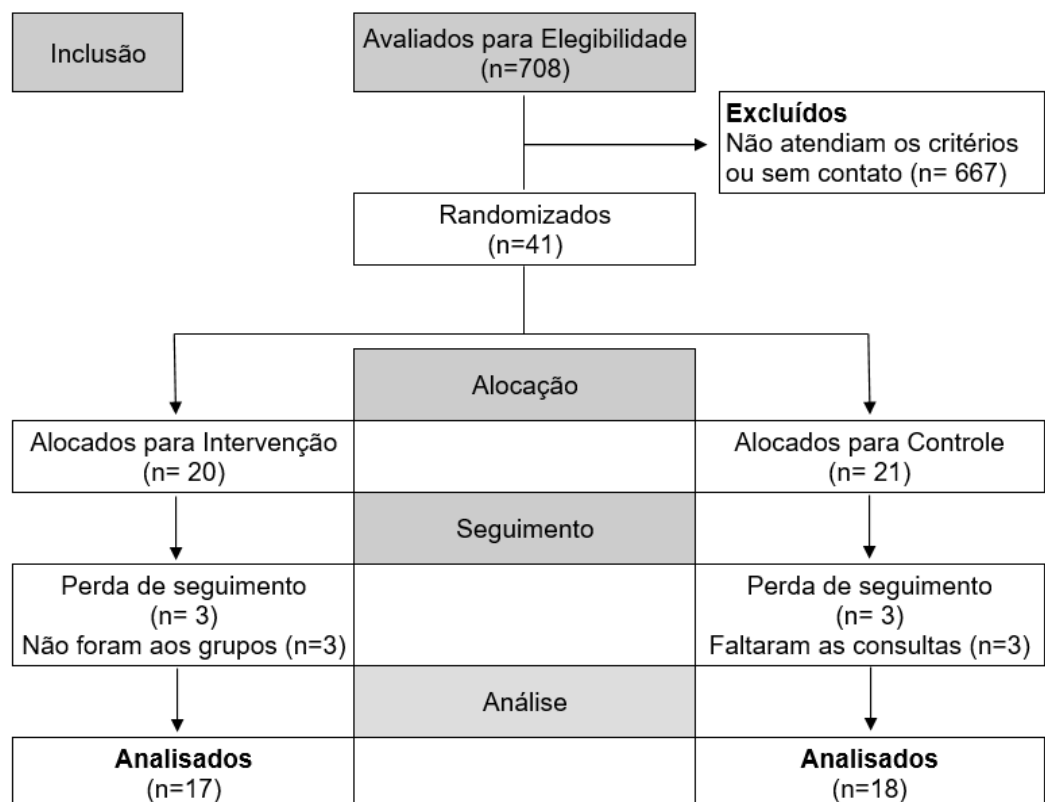 Inclusão
Avaliados para Elegibilidade
(n=708)
Excluídos
Não atendiam os critérios
ou sem contato (n= 667)
Randomizados
(n=41)
Alocação
Alocados para Intervenção
(n= 20)
Alocados para Controle
(n= 21)
Seguimento
Perda de seguimento
(n= 3)
Não foram aos grupos (n=3)
Perda de seguimento
(n= 3)
Faltaram as consultas (n=3)
Análise
Analisados
(n=17)
Analisados
(n=18)